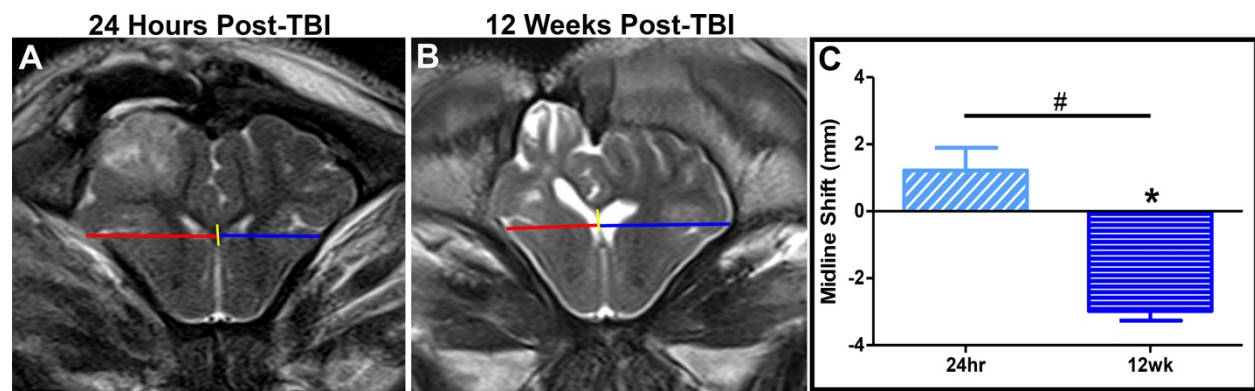 24 Hours Post-TBI
12 Weeks Post-TBI
A
B
C
Midline Shift (mm)
4
2
0
-2
-4
#
*
24hr
12wk